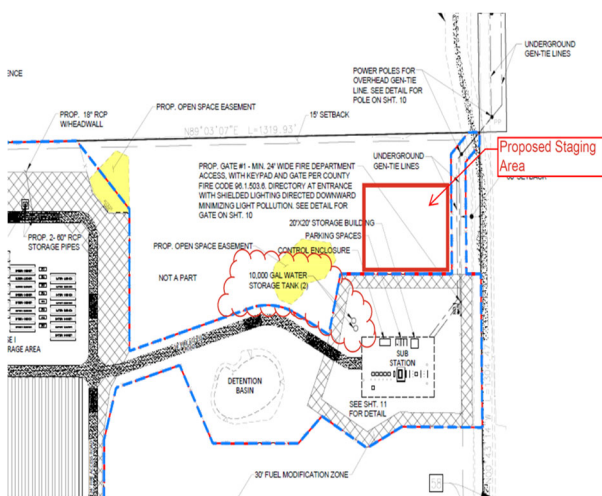 UNDERGROUND
GEN-TIE LINES
POWER POLES FOR
OVERHEAD GEN-TIE
LINE. SEE DETAIL FOR
POLE ON SHT. 10
ENCE
PROP. OPEN SPACE EASEMENT
PROP. 18" RCP
W/HEADWALL
15' SETBACK
N89°03'07"E L=1319.93'
Proposed Staging
Area
UNDERGROUND
GEN-TIE LINES
PROP. GATE #1 - MIN. 24' WIDE FIRE DEPARTMENT
ACCESS, WITH KEYPAD AND GATE PER COUNTY
FIRE CODE 96.1.503.6. DIRECTORY AT ENTRANCE
WITH SHIELDED LIGHTING DIRECTED DOWNWARD
MINIMIZING LIGHT POLLUTION. SEE DETAIL FOR
GATE ON SHT. 10
SETBACK
20'X20' STORAGE BUILDING
PARKING SPACES
CONTROL ENCLOSURE
PROP. 2- 60" RCP
STORAGE PIPES
PROP. OPEN SPACE EASEMENT
NOT A PART
10,000 GAL WATER
STORAGE TANK (2)
E I
RAGE AREA
SUB
STATION
DETENTION
BASIN
SEE SHT. 11
FOR DETAIL
30' FUEL MODIFICATION ZONE